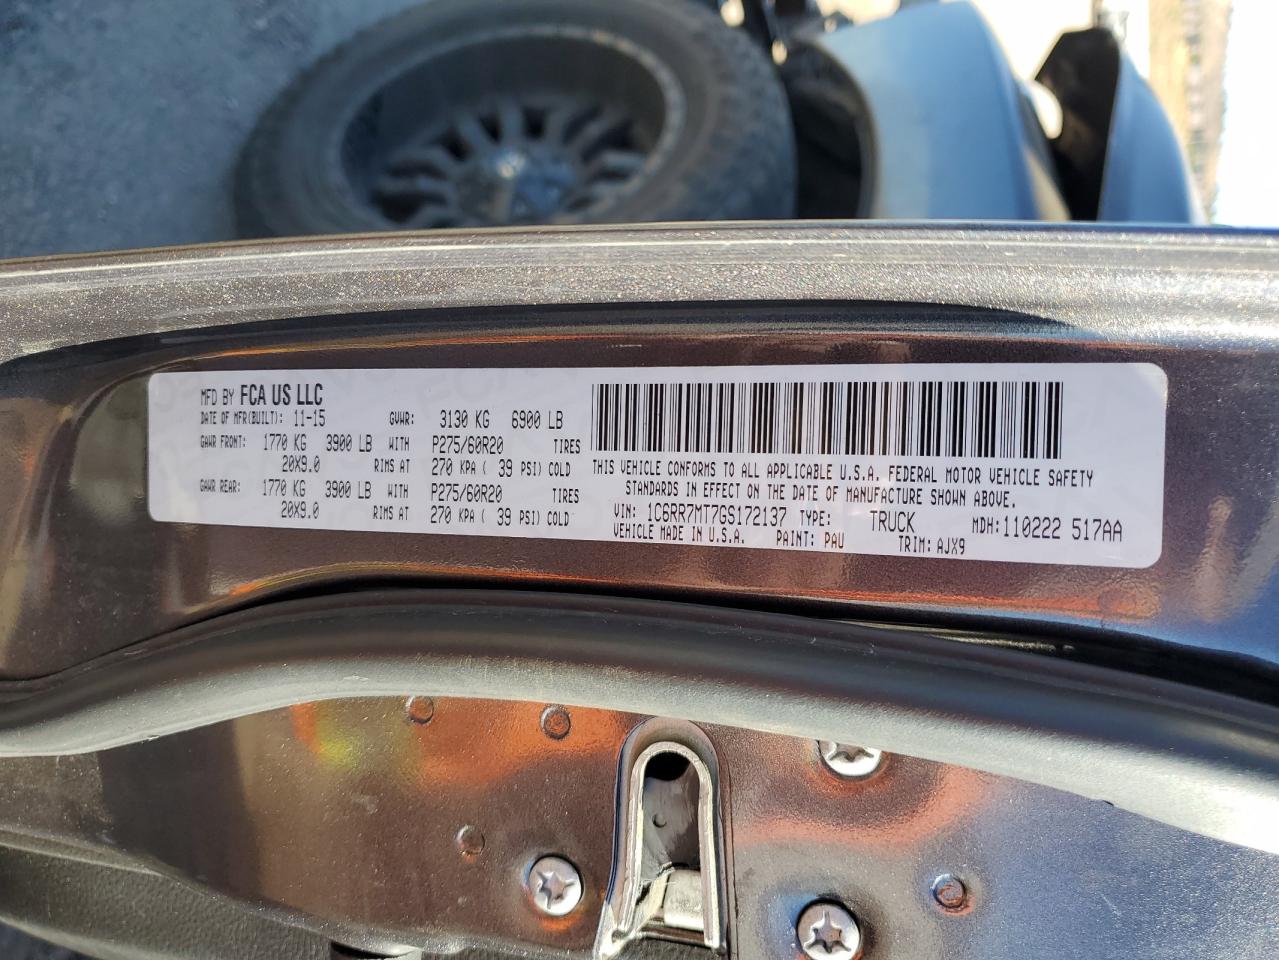 MFD BY FCA US LLC
DATE OF MFR(BUILT): 11-15 GVWR: 3130 KG 6900 LB
GAWR FRONT: 1770 KG 3900 LB WITH P275/60R20 TIRES
20X9.0 RIMS AT 270 KPA ( 39 PSI) COLD
GAWR REAR: 1770 KG 3900 LB WITH P275/60R20 TIRES
20X9.0 RIMS AT 270 KPA ( 39 PSI) COLD
THIS VEHICLE CONFORMS TO ALL APPLICABLE U.S.A. FEDERAL MOTOR VEHICLE SAFETY
STANDARDS IN EFFECT ON THE DATE OF MANUFACTURE SHOWN ABOVE.
VIN: 1C6RR7MT7GS172137 TYPE: TRUCK MDH: 110222 517AA
VEHICLE MADE IN U.S.A. PAINT: PAU TRIM: AJX9